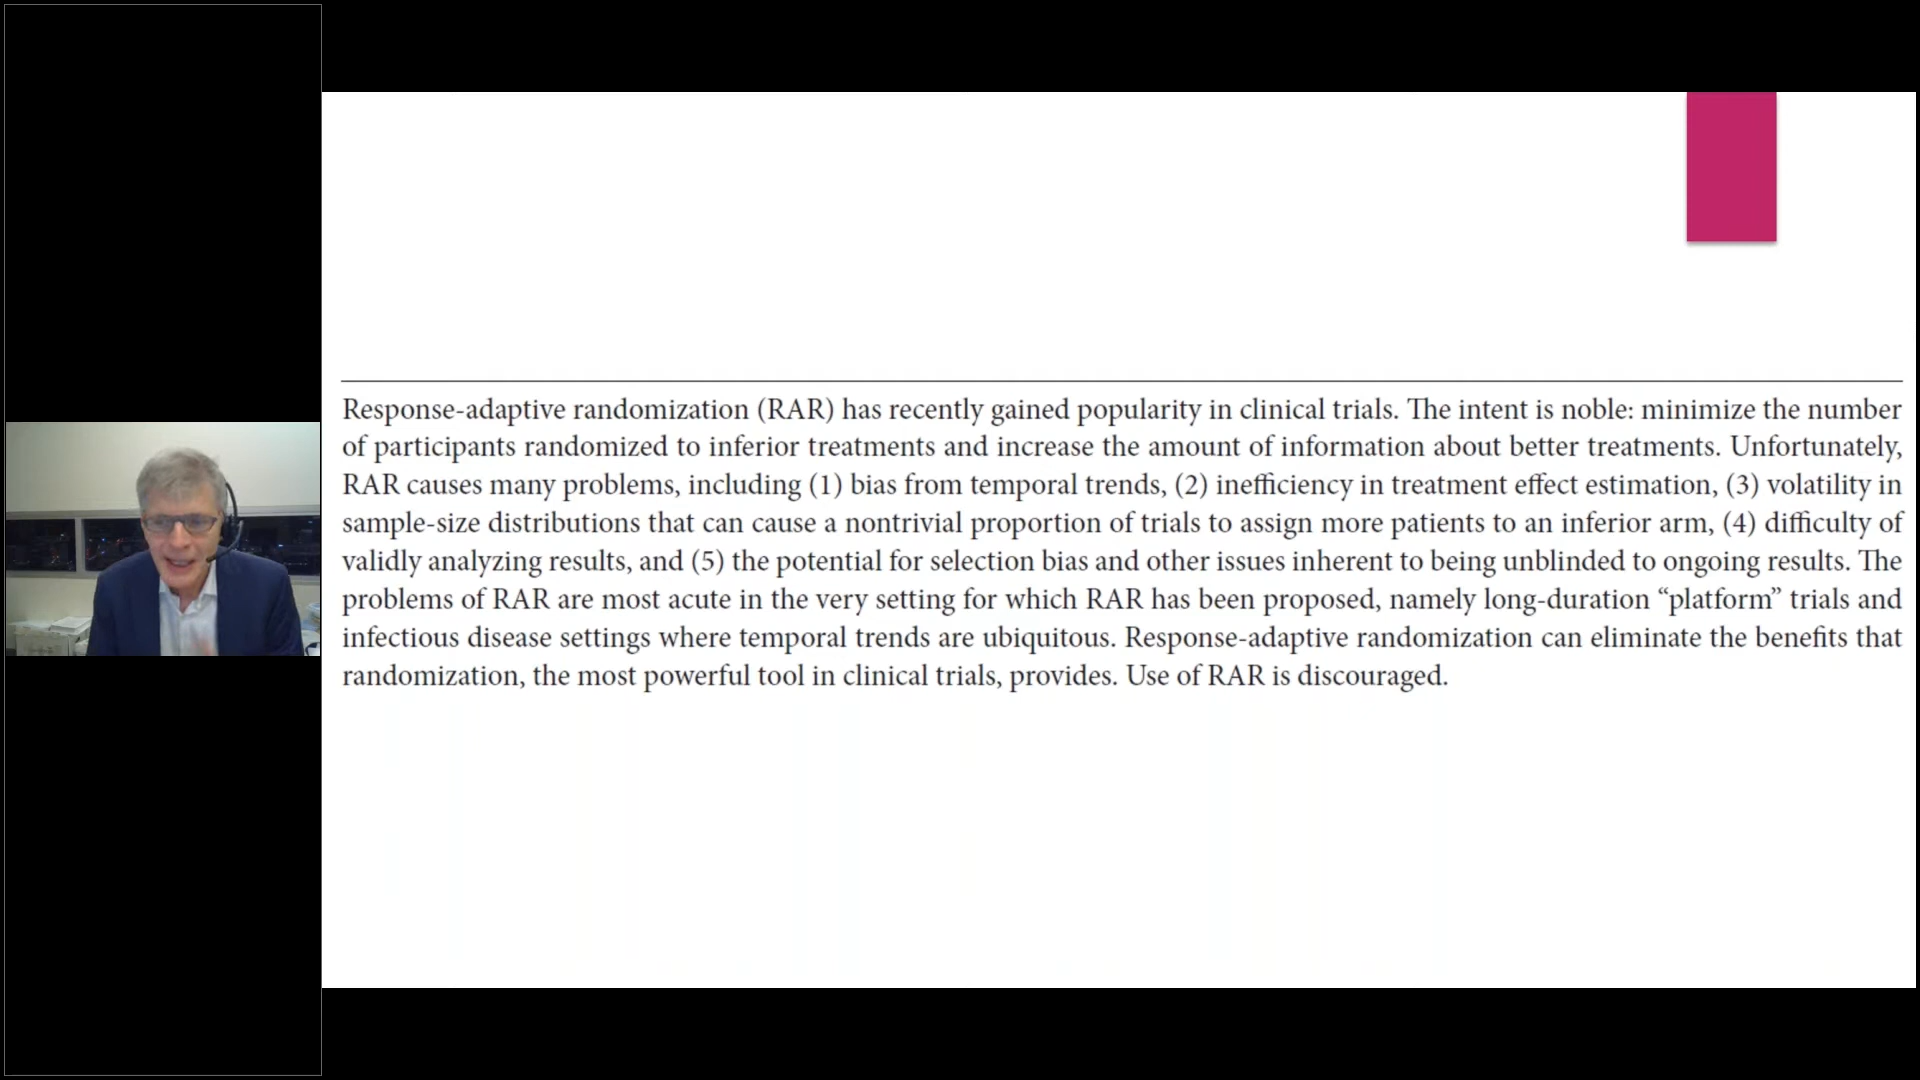 Response-adaptive randomization (RAR) has recently gained popularity in clinical trials. The intent is noble: minimize the number
of participants randomized to inferior treatments and increase the amount of information about better treatments. Unfortunately,
RAR causes many problems, including (1) bias from temporal trends, (2) inefficiency in treatment effect estimation, (3) volatility in
sample-size distributions that can cause a nontrivial proportion of trials to assign more patients to an inferior arm, (4) difficulty of
validly analyzing results, and (5) the potential for selection bias and other issues inherent to being unblinded to ongoing results. The
problems of RAR are most acute in the very setting for which RAR has been proposed, namely long-duration “platform” trials and
infectious disease settings where temporal trends are ubiquitous. Response-adaptive randomization can eliminate the benefits that
randomization, the most powerful tool in clinical trials, provides. Use of RAR is discouraged.